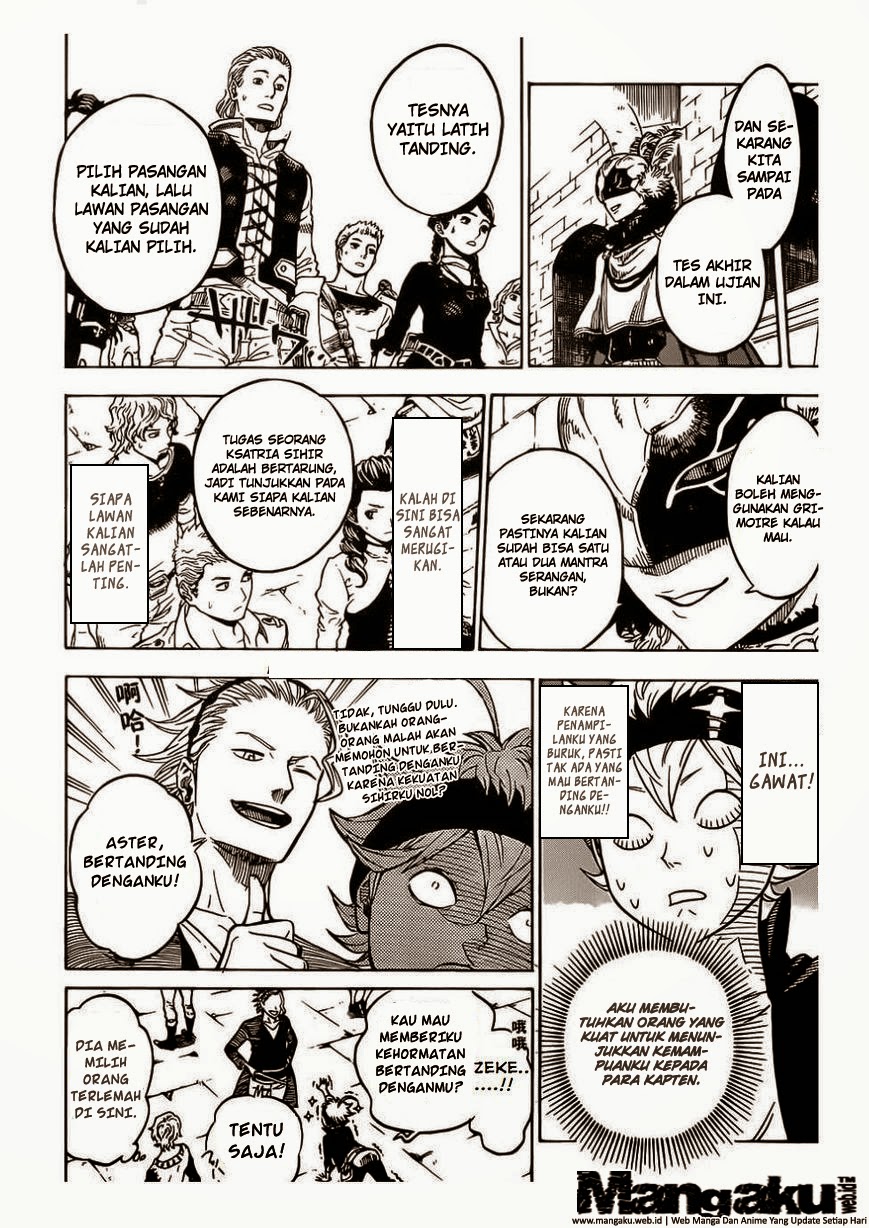 DAN SE-
KARANG
KITA
SAMPAI
PADA
TES AKHIR
DALAM UJIAN
INI.
TESNYA
YAITU LATIH
TANDING.
PILIH PASANGAN
KALIAN, LALU
LAWAN PASANGAN
YANG SUDAH
KALIAN PILIH.
KALIAN
BOLEH MENG-
GUNAKAN GRI-
MOIRE KALAU
MAU.
SEKARANG
PASTINYA KALIAN
SUDAH BISA SATU
ATAU DUA MANTRA
SERANGAN,
BUKAN?
KALAH DI
SINI BISA
SANGAT
MERUGI-
KAN.
TUGAS SEORANG
KSATRIA SIHIR
ADALAH BERTARUNG,
JADI TUNJUKKAN PADA
KAMI SIAPA KALIAN
SEBENARNYA.
SIAPA
LAWAN
KALIAN
SANGAT-
LAH PEN-
TING.
INI...
GAWAT!
KARENA
PENAMPI-
LANKU YANG
BURUK, PASTI
TAK ADA YANG
MAU BERTAN-
DING DE-
NGANKU!!
AKU MEMBU-
TUHKAN ORANG YANG
KUAT UNTUK MENUN-
JUKKAN KEMAM-
PUANKU KEPADA
PARA KAPTEN.
TIDAK, TUNGGU DULU.
BUKANKAH ORANG-
ORANG MALAH AKAN
MEMOHON UNTUK BER-
TANDING DENGANKU
KARENA KEKUATAN
SIHIRKU NOL?
啊
哈
!
ASTER,
BERTANDING
DENGANKU!
哦
哦
ZEKE..
....!!
KAU MAU
MEMBERIKU
KEHORMATAN
BERTANDING
DENGANMU?
TENTU
SAJA!
DIA ME-
MILIH
ORANG
TERLEMAH
DI SINI.
Mangaku
web.id
www.mangaku.web.id | Web Manga Dan Anime Yang Update Setiap Hari